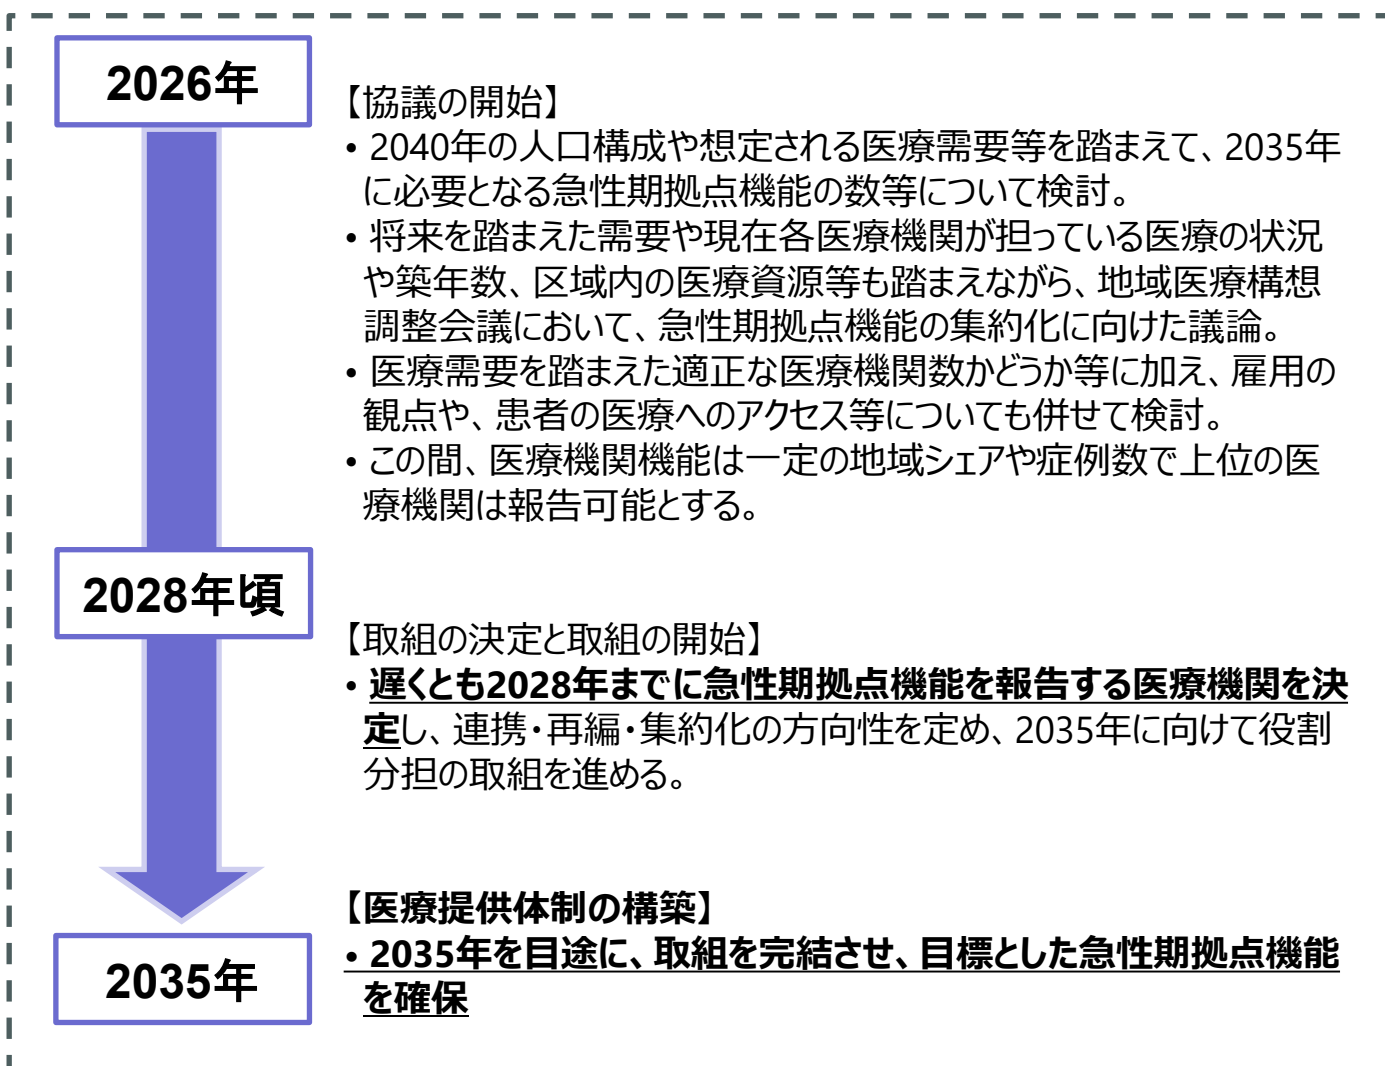 2026年
【協議の開始】
• 2040年の人口構成や想定される医療需要等を踏まえて、2035年
に必要となる急性期拠点機能の数等について検討。
• 将来を踏まえた需要や現在各医療機関が担っている医療の状況
や築年数、区域内の医療資源等も踏まえながら、地域医療構想
調整会議において、急性期拠点機能の集約化に向けた議論。
• 医療需要を踏まえた適正な医療機関数かどうか等に加え、雇用の
観点や、患者の医療へのアクセス等についても併せて検討。
• この間、医療機関機能は一定の地域シェアや症例数で上位の医
療機関は報告可能とする。
2028年頃
【取組の決定と取組の開始】
• 遅くとも2028年までに急性期拠点機能を報告する医療機関を決
定し、連携・再編・集約化の方向性を定め、2035年に向けて役割
分担の取組を進める。
2035年
【医療提供体制の構築】
• 2035年を目途に、取組を完結させ、目標とした急性期拠点機能
を確保